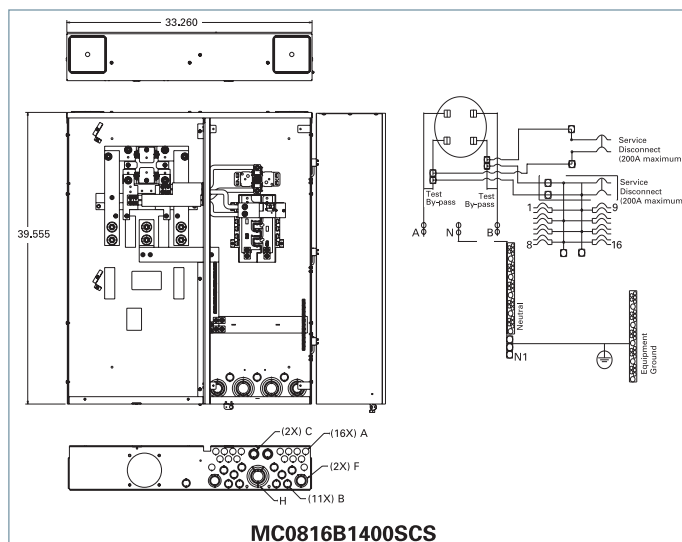 33.260
39.555
Service
Disconnect
(200A maximum)
Service
Disconnect
(200A maximum
Test
By-pass
Test
By-pass
1
9
8
16
A
N
B
Neutral
N1
Equipment
Ground
(2X) C
(16X) A
(2X) F
(11X) B
H
MC0816B1400SCS